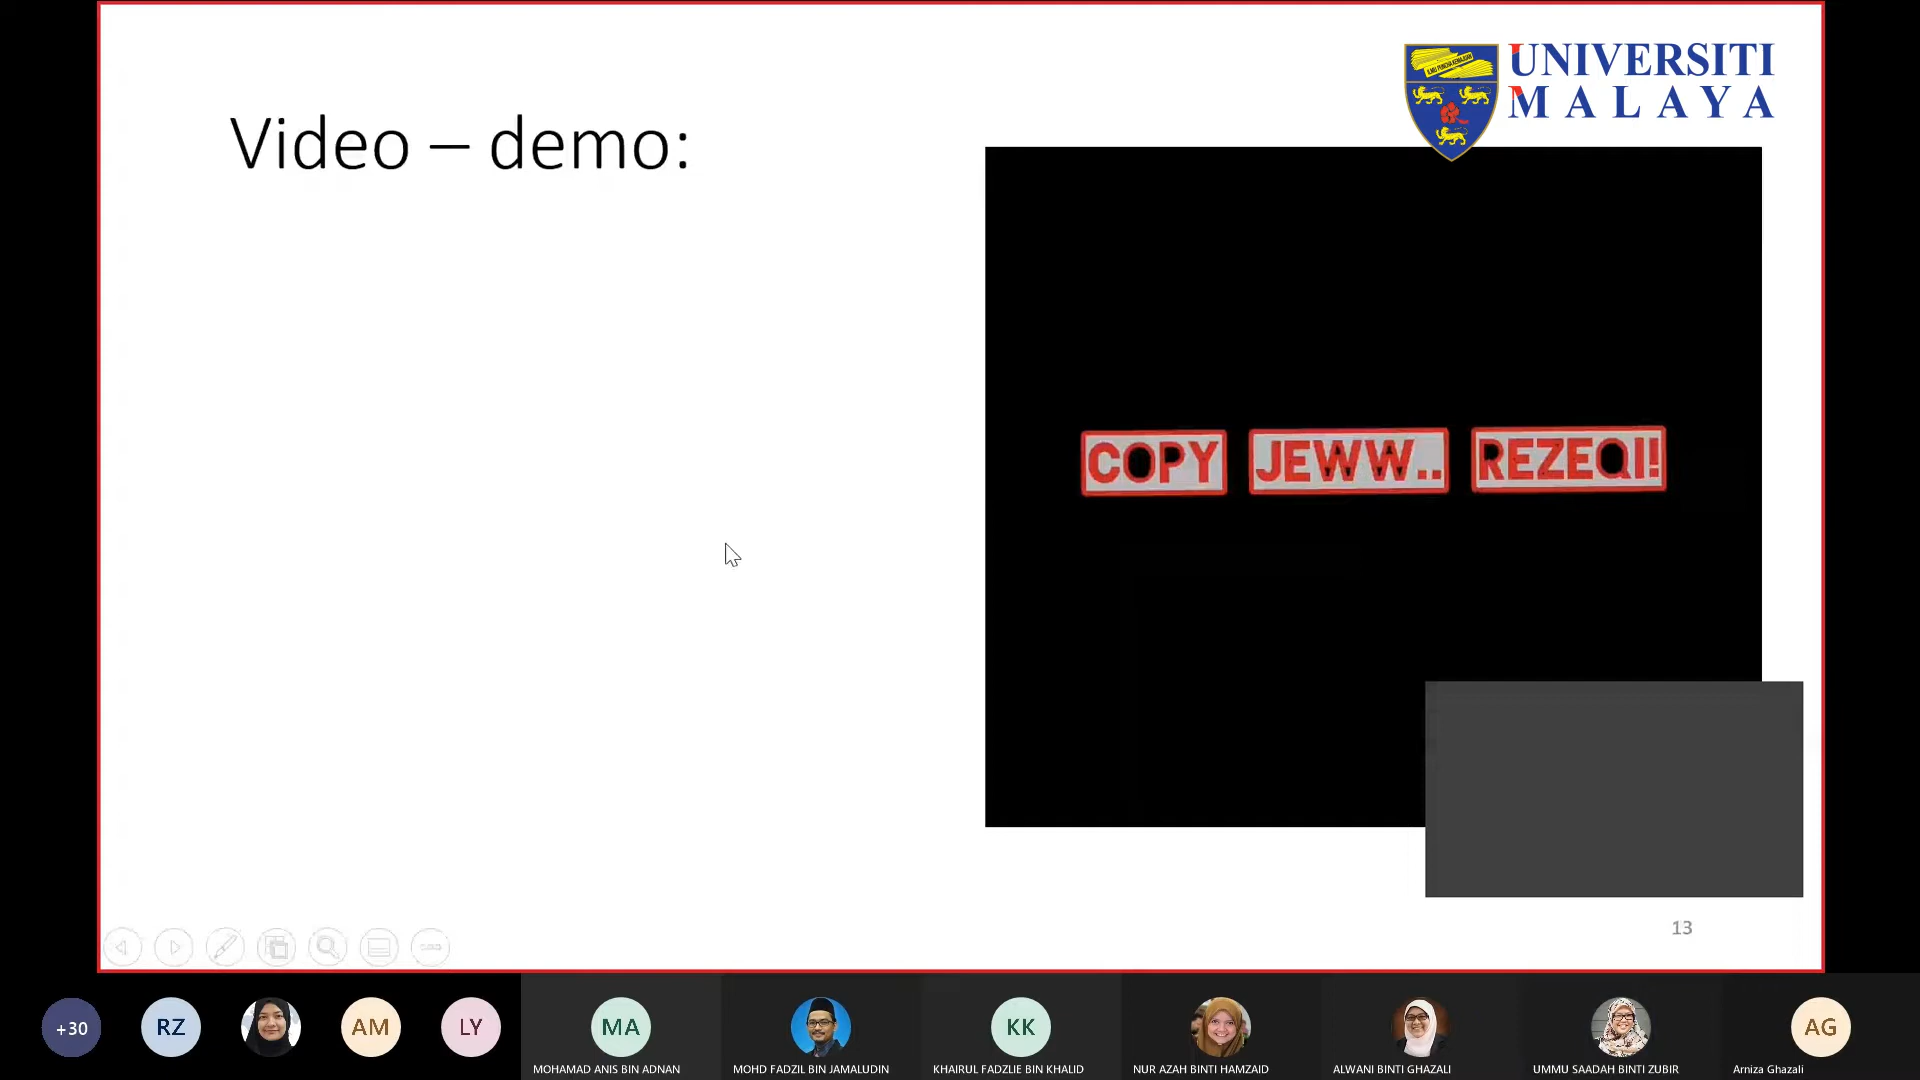 UNIVERSITI
MALAYA
Video – demo:
COPY JEWW.. REZEQI!
13
+30
RZ
AM
LY
MA
KK
AG
MOHAMAD ANIS BIN ADNAN
MOHD FADZIL BIN JAMALUDIN
KHAIRUL FADZLIE BIN KHALID
NUR AZAH BINTI HAMZAID
ALWANI BINTI GHAZALI
UMMU SAADAH BINTI ZUBIR
Arniza Ghazali